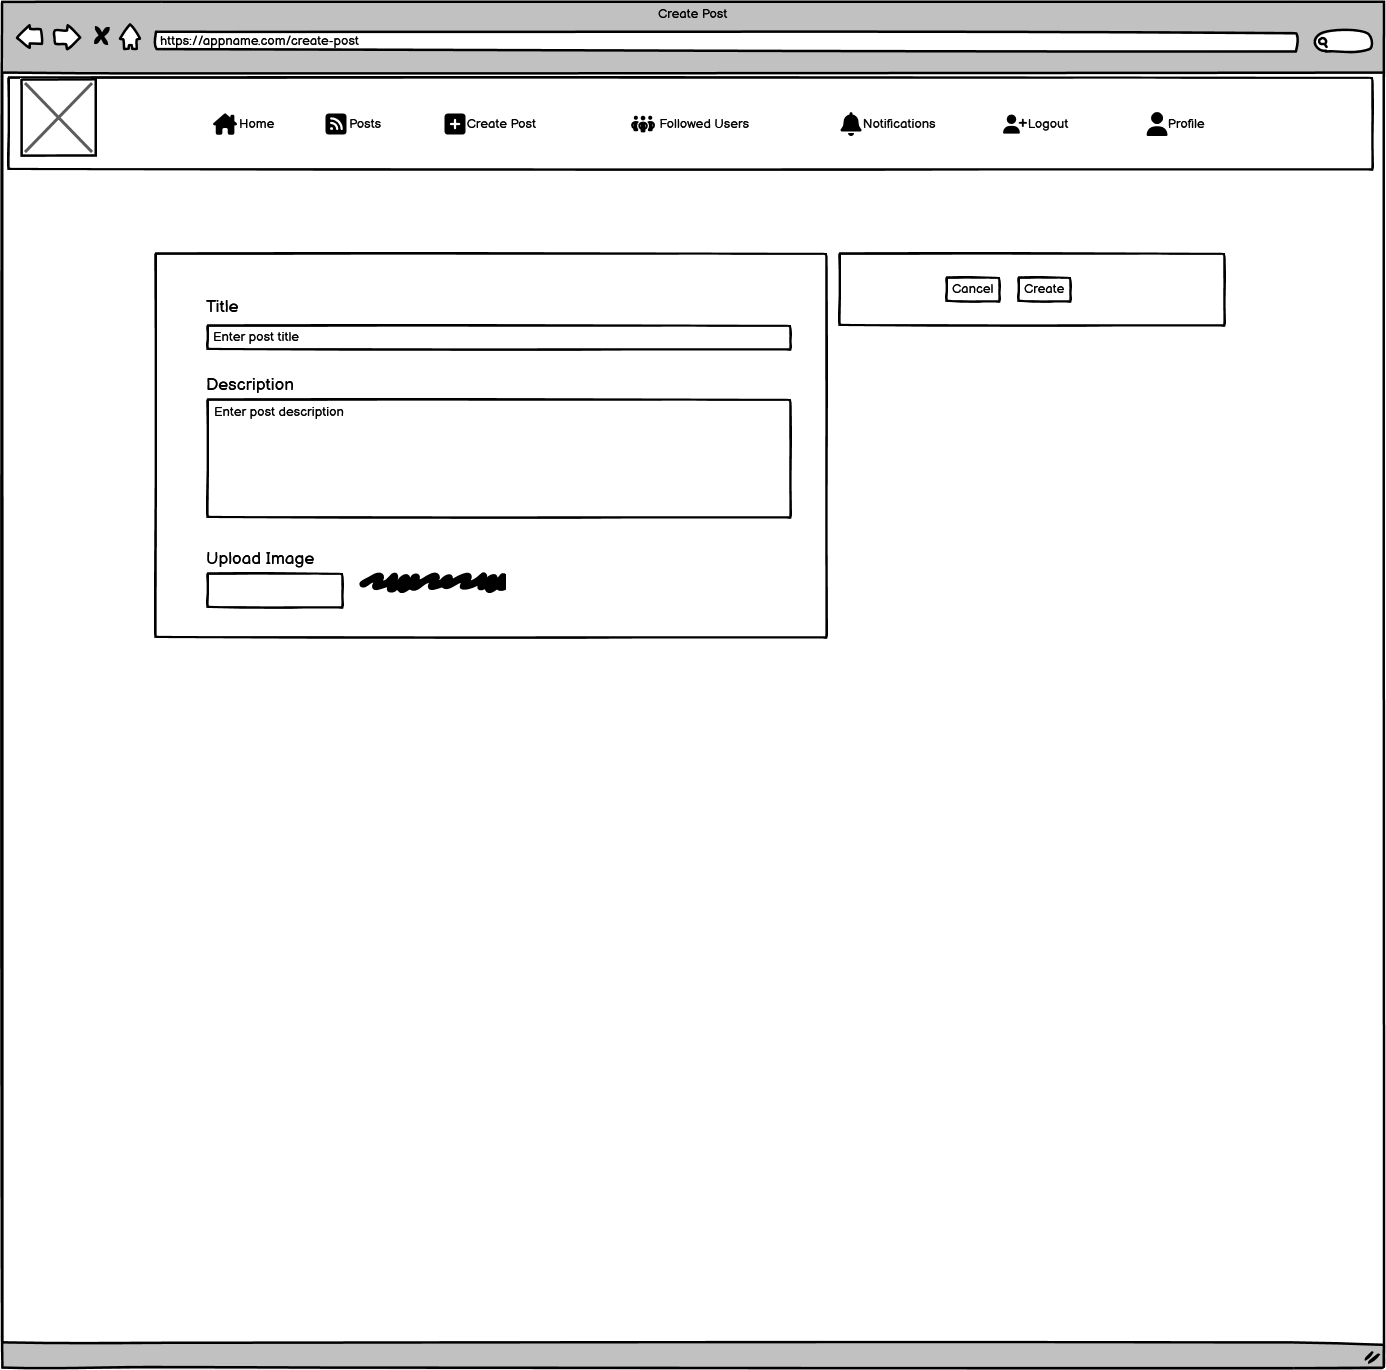 Create Post
https://appname.com/create-post
Home Posts Create Post Followed Users Notifications Logout Profile
Title
Enter post title
Description
Enter post description
Upload Image
Cancel Create